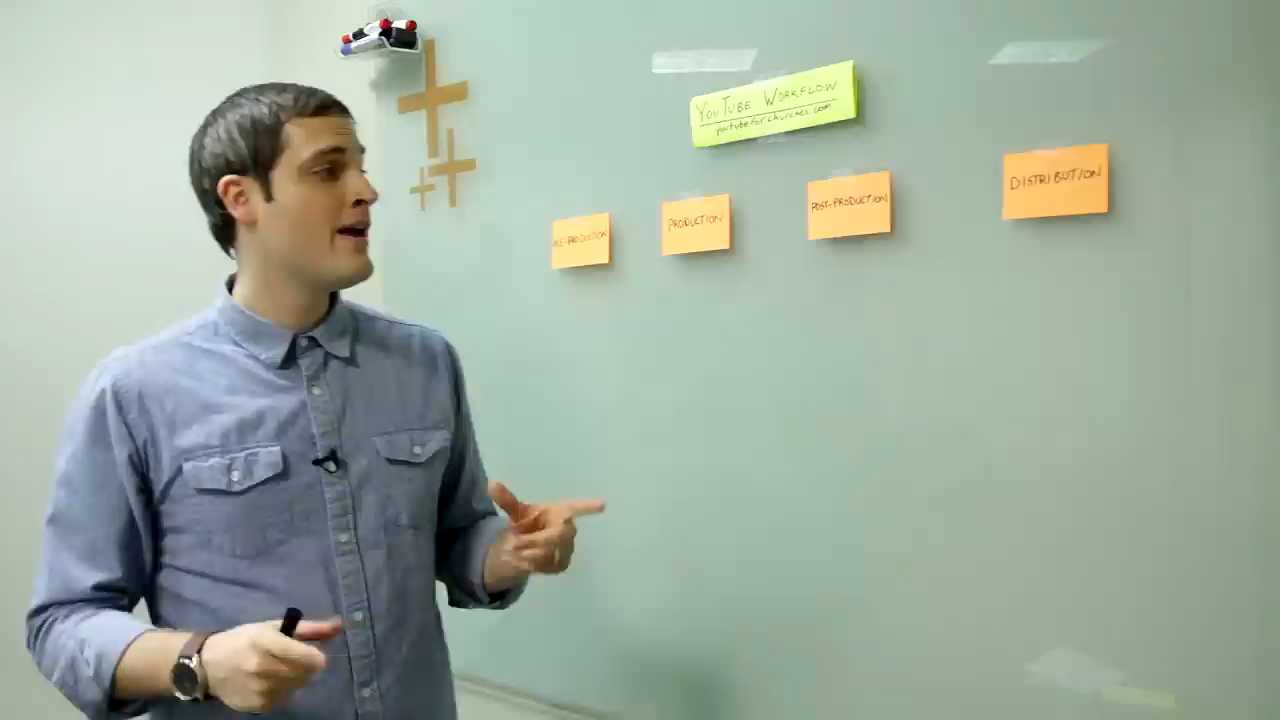 YOUTUBE WORKFLOW
youtubeforchurches.com
PRE-PRODUCTION
PRODUCTION
POST-PRODUCTION
DISTRIBUTION